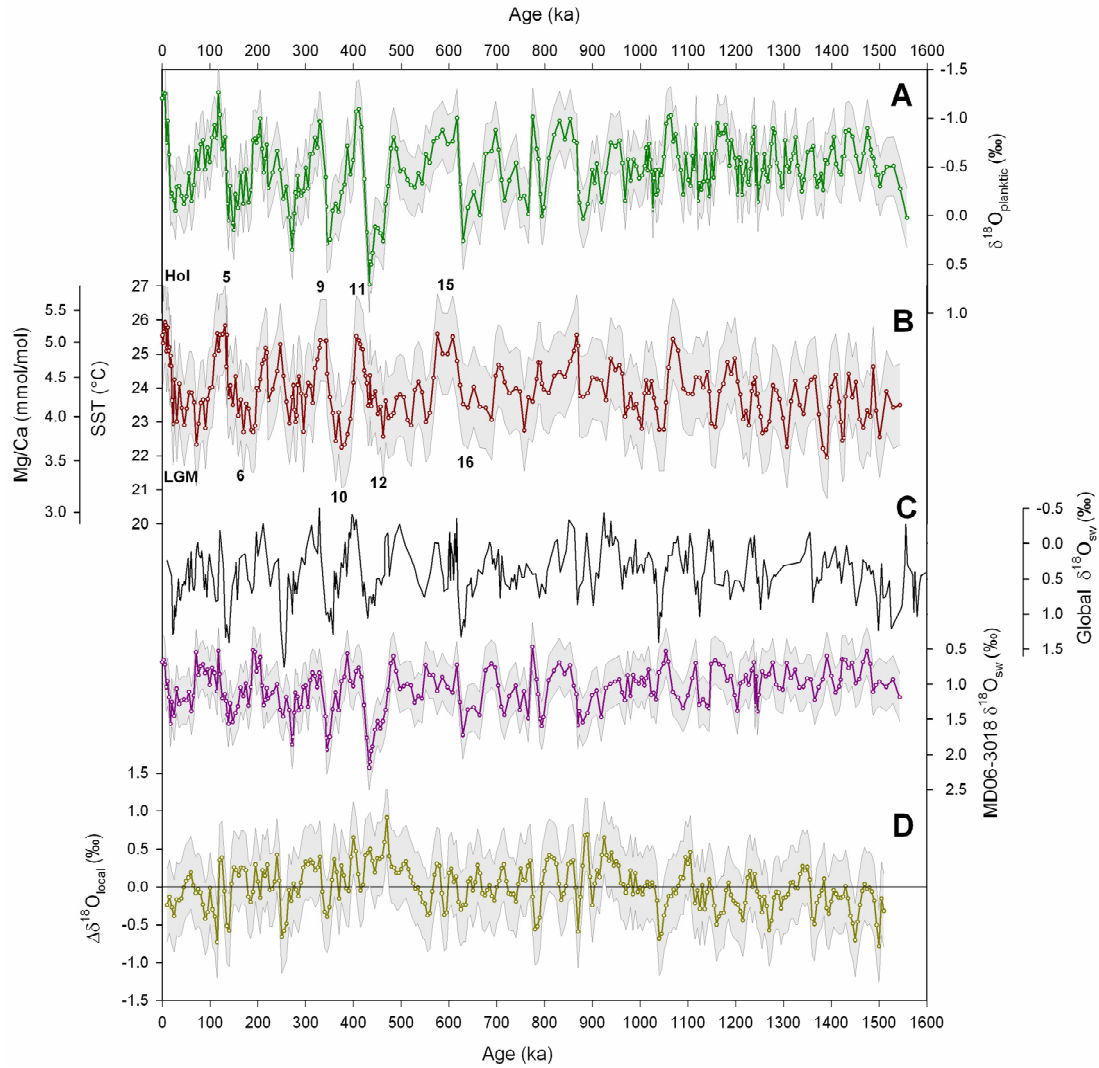 Age (ka)
0 100 200 300 400 500 600 700 800 900 1000 1100 1200 1300 1400 1500 1600
A
-1.5
-1.0
-0.5
0.0
0.5
1.0
δ18Oplanktic (‰)
Hol 5 9 11 15
B
Mg/Ca (mmol/mol)
5.5
5.0
4.5
4.0
3.5
3.0
SST (°C)
27
26
25
24
23
22
21
20
LGM 6 10 12 16
C
-0.5
0.0
0.5
1.0
1.5
Global δ18Osw (‰)
0.5
1.0
1.5
2.0
2.5
MD06-3018 δ18Osw (‰)
D
1.5
1.0
0.5
0.0
-0.5
-1.0
-1.5
Δδ18Olocal (‰)
0 100 200 300 400 500 600 700 800 900 1000 1100 1200 1300 1400 1500 1600
Age (ka)